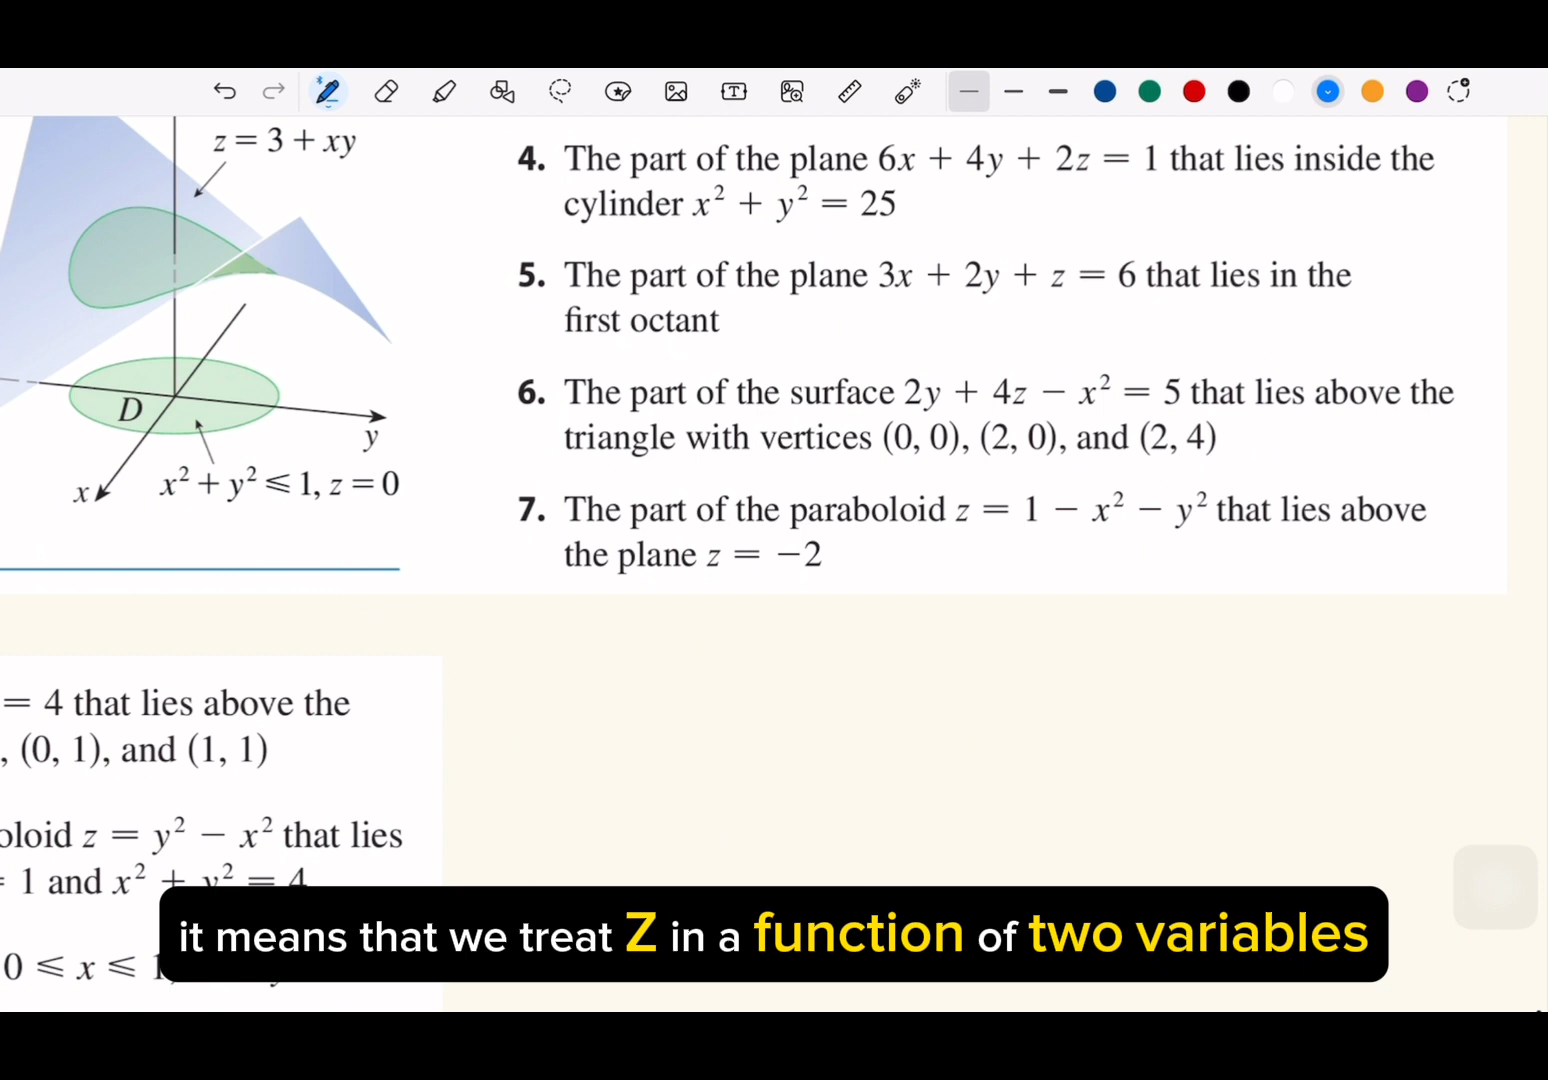 z = 3 + xy
D
y
x
x² + y² ⩽ 1, z = 0
4. The part of the plane 6x + 4y + 2z = 1 that lies inside the
cylinder x² + y² = 25
5. The part of the plane 3x + 2y + z = 6 that lies in the
first octant
6. The part of the surface 2y + 4z − x² = 5 that lies above the
triangle with vertices (0, 0), (2, 0), and (2, 4)
7. The part of the paraboloid z = 1 − x² − y² that lies above
the plane z = −2
= 4 that lies above the
, (0, 1), and (1, 1)
oloid z = y² − x² that lies
= 1 and x² + y² = 4
0 ⩽ x ⩽ 1,
it means that we treat Z in a function of two variables